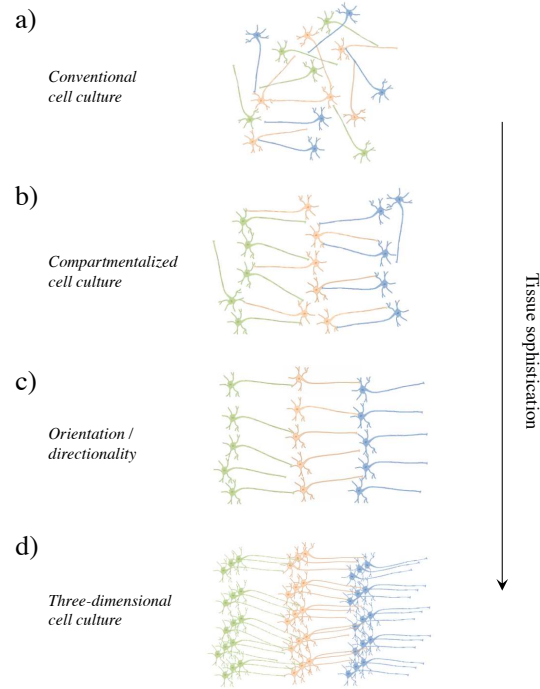 a)
Conventional
cell culture
b)
Compartmentalized
cell culture
c)
Orientation /
directionality
d)
Three-dimensional
cell culture
Tissue sophistication